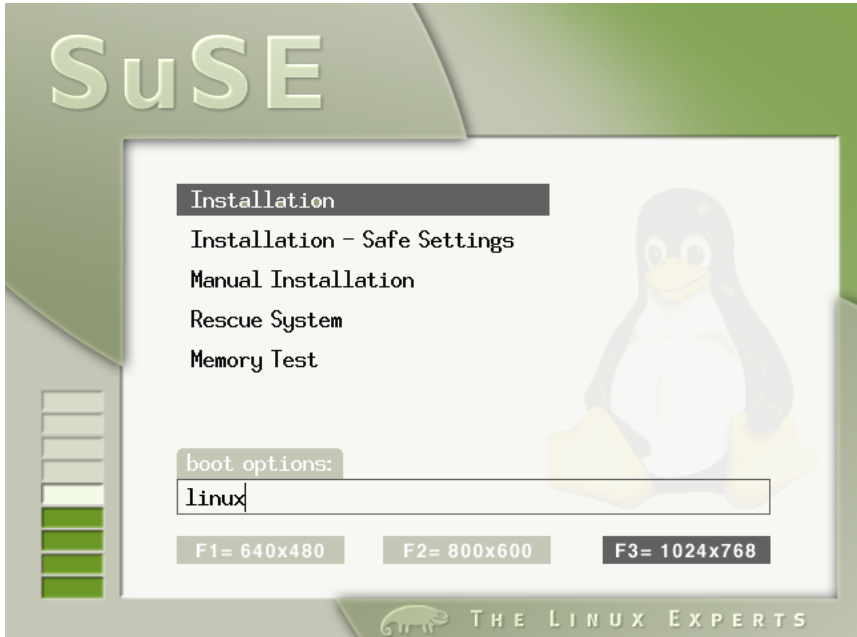 SuSE
Installation
Installation - Safe Settings
Manual Installation
Rescue System
Memory Test
boot options:
linux
F1= 640x480 F2= 800x600 F3= 1024x768
THE LINUX EXPERTS